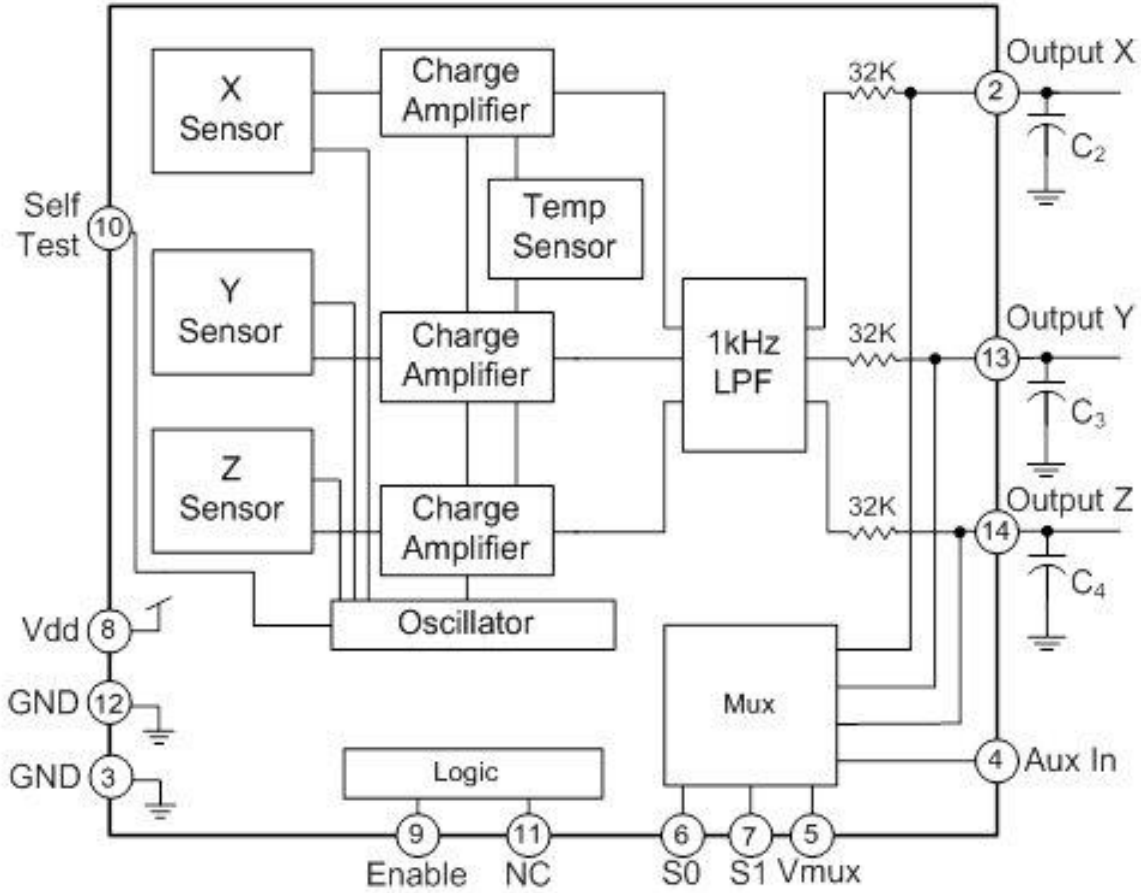 X
Sensor
Charge
Amplifier
32K
Output X
2
C2
Self
Test
10
Temp
Sensor
Y
Sensor
Charge
Amplifier
1kHz
LPF
32K
Output Y
13
C3
Z
Sensor
Charge
Amplifier
32K
Output Z
14
C4
Oscillator
Vdd
8
GND
12
GND
3
Mux
Logic
4
Aux In
9
11
6
7
5
Enable
NC
S0
S1
Vmux